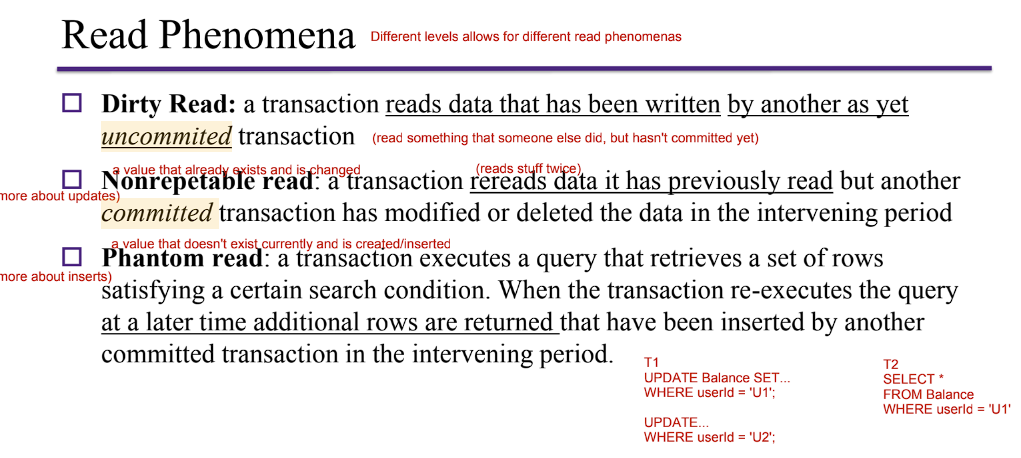 Read Phenomena Different levels allows for different read phenomenas
Dirty Read: a transaction reads data that has been written by another as yet
uncommited transaction (read something that someone else did, but hasn't committed yet)
a value that already exists and is changed (reads stuff twice)
Nonrepetable read: a transaction rereads data it has previously read but another
more about updates)
committed transaction has modified or deleted the data in the intervening period
a value that doesn't exist currently and is created/inserted
Phantom read: a transaction executes a query that retrieves a set of rows
more about inserts)
satisfying a certain search condition. When the transaction re-executes the query
at a later time additional rows are returned that have been inserted by another
committed transaction in the intervening period.
T1
UPDATE Balance SET...
WHERE userId = 'U1';
UPDATE...
WHERE userId = 'U2';
T2
SELECT *
FROM Balance
WHERE userId = 'U1'